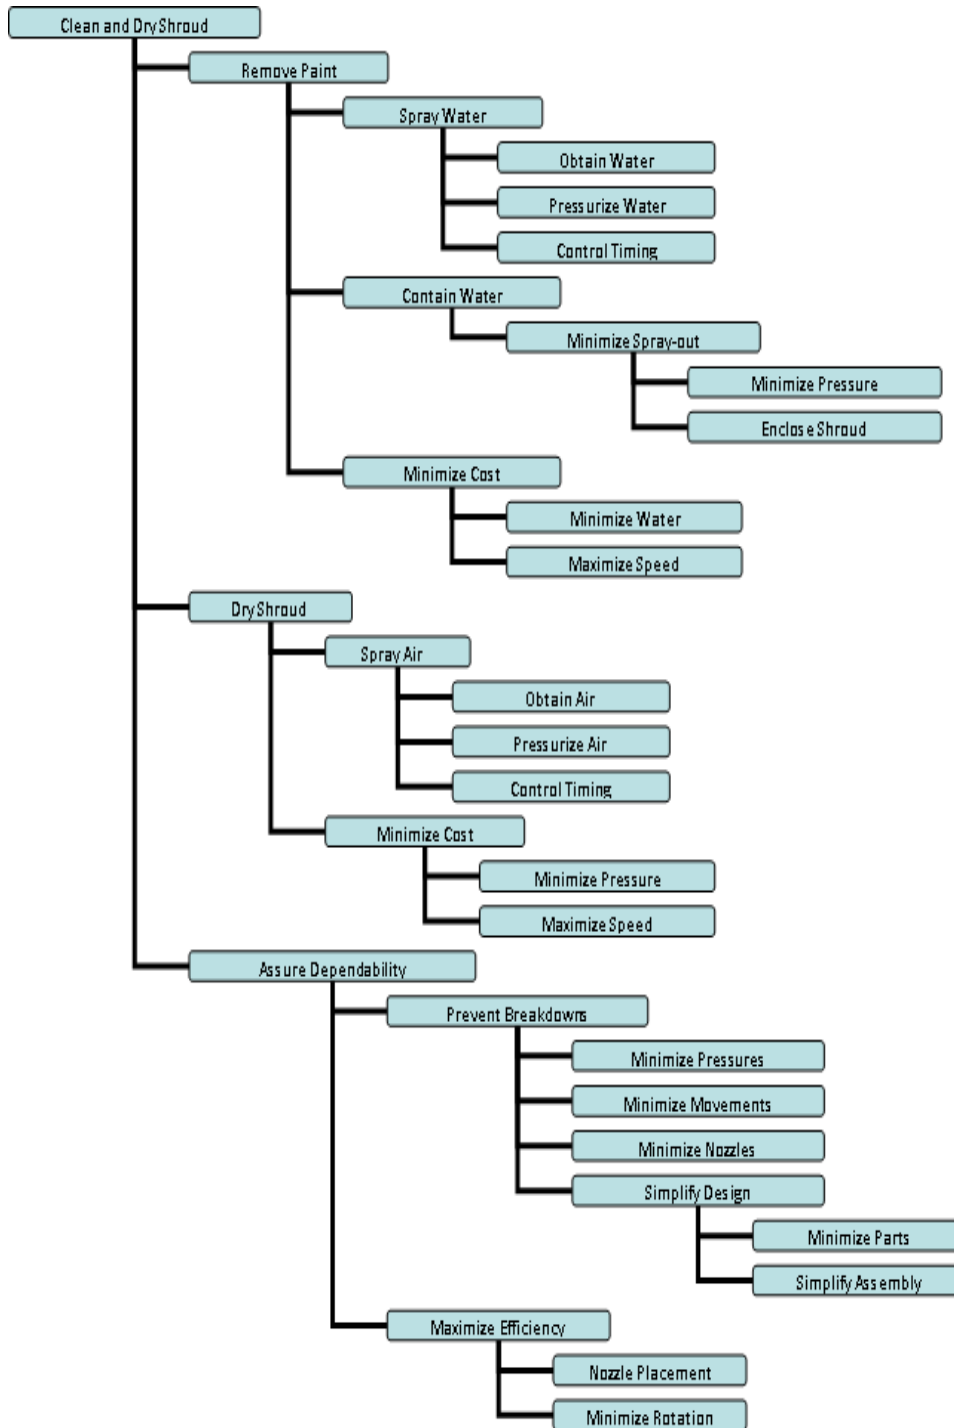 Clean and Dry Shroud
Remove Paint
Spray Water
Obtain Water
Pressurize Water
Control Timing
Contain Water
Minimize Spray-out
Minimize Pressure
Enclose Shroud
Minimize Cost
Minimize Water
Maximize Speed
Dry Shroud
Spray Air
Obtain Air
Pressurize Air
Control Timing
Minimize Cost
Minimize Pressure
Maximize Speed
Assure Dependability
Prevent Breakdowns
Minimize Pressures
Minimize Movements
Minimize Nozzles
Simplify Design
Minimize Parts
Simplify Assembly
Maximize Efficiency
Nozzle Placement
Minimize Rotation